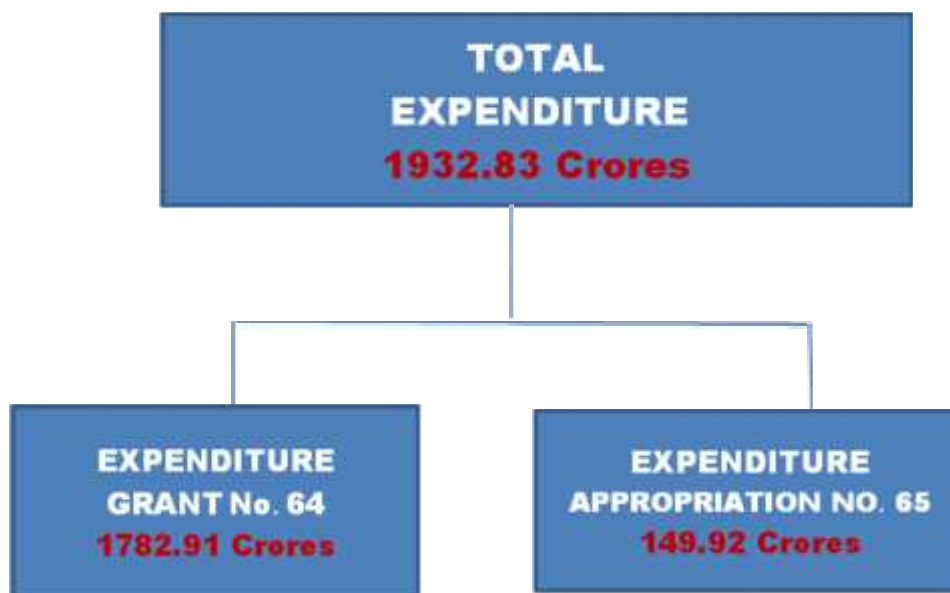 TOTAL
EXPENDITURE
1932.83 Crores
EXPENDITURE
GRANT No. 64
1782.91 Crores
EXPENDITURE
APPROPRIATION NO. 65
149.92 Crores